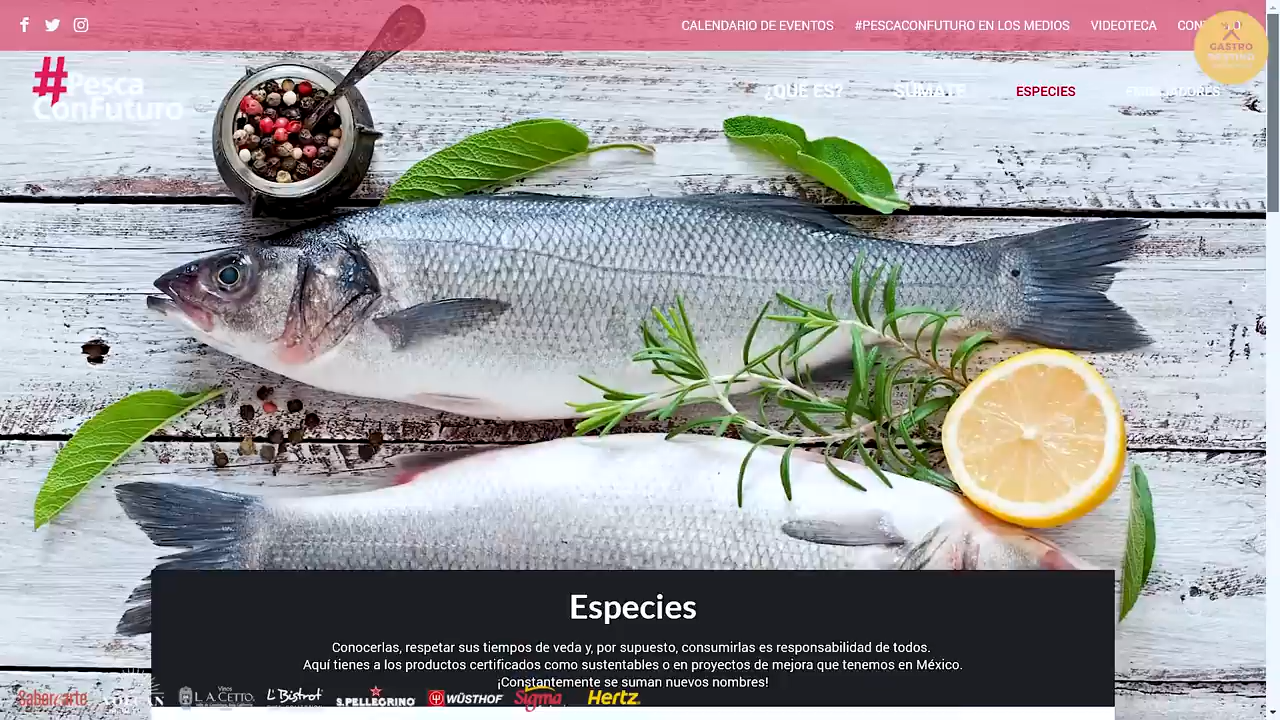 CALENDARIO DE EVENTOS #PESCACONFUTURO EN LOS MEDIOS VIDEOTECA
GASTRO
#Pesca
ConFuturo
¿QUÉ ES? SÚMATE ESPECIES
Especies
Conocerlas, respetar sus tiempos de veda y, por supuesto, consumirlas es responsabilidad de todos.
Aquí tienes a los productos certificados como sustentables o en proyectos de mejora que tenemos en México.
¡Constantemente se suman nuevos nombres!
Vinos
L.A. CETTO L'Bistrot S.PELLEGRINO WÜSTHOF Sigma Hertz